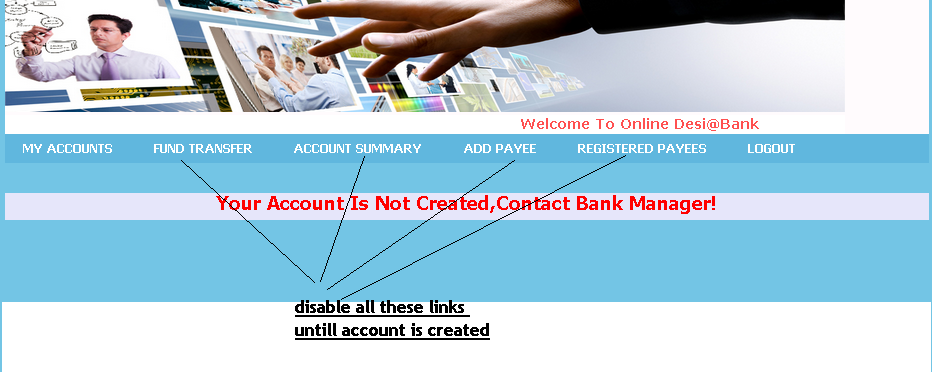 Welcome To Online Desi@Bank
MY ACCOUNTS FUND TRANSFER ACCOUNT SUMMARY ADD PAYEE REGISTERED PAYEES LOGOUT
Your Account Is Not Created,Contact Bank Manager!
disable all these links
untill account is created